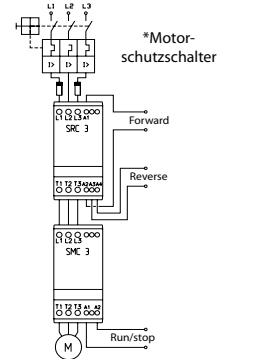 L1 L2 L3
*Motor-
schutzschalter
I> I> I>
L1 L2 L3 A1
SRC 3
Forward
Reverse
T1 T2 T3 A2 A3 A4
L1 L2 L3
SMC 3
T1 T2 T3 A1 A2
Run/stop
M